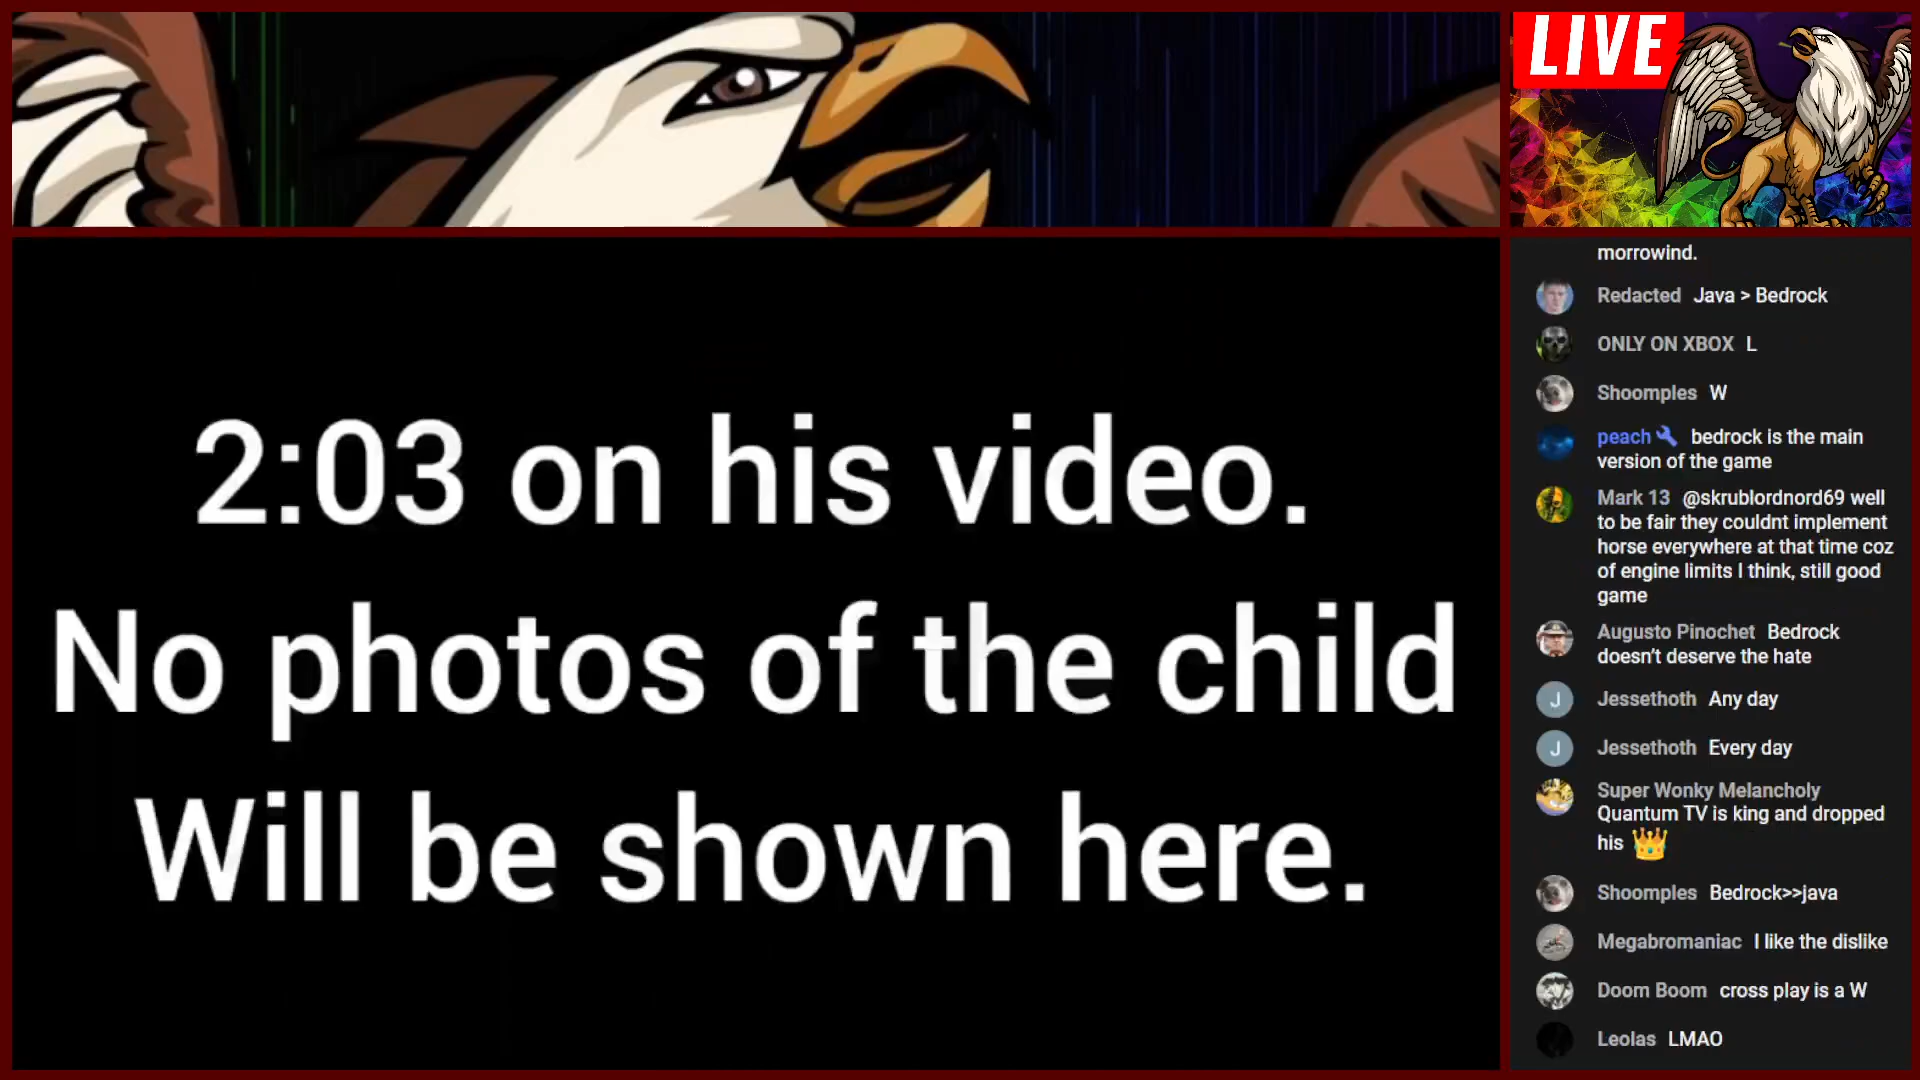 LIVE
2:03 on his video.
No photos of the child
Will be shown here.
morrowind.
Redacted Java > Bedrock
ONLY ON XBOX L
Shoomples W
peach bedrock is the main
version of the game
Mark 13 @skrublordnord69 well
to be fair they couldnt implement
horse everywhere at that time coz
of engine limits I think, still good
game
Augusto Pinochet Bedrock
doesn't deserve the hate
J
Jessethoth Any day
J
Jessethoth Every day
Super Wonky Melancholy
Quantum TV is king and dropped
his 👑
Shoomples Bedrock>>java
Megabromaniac I like the dislike
Doom Boom cross play is a W
Leolas LMAO